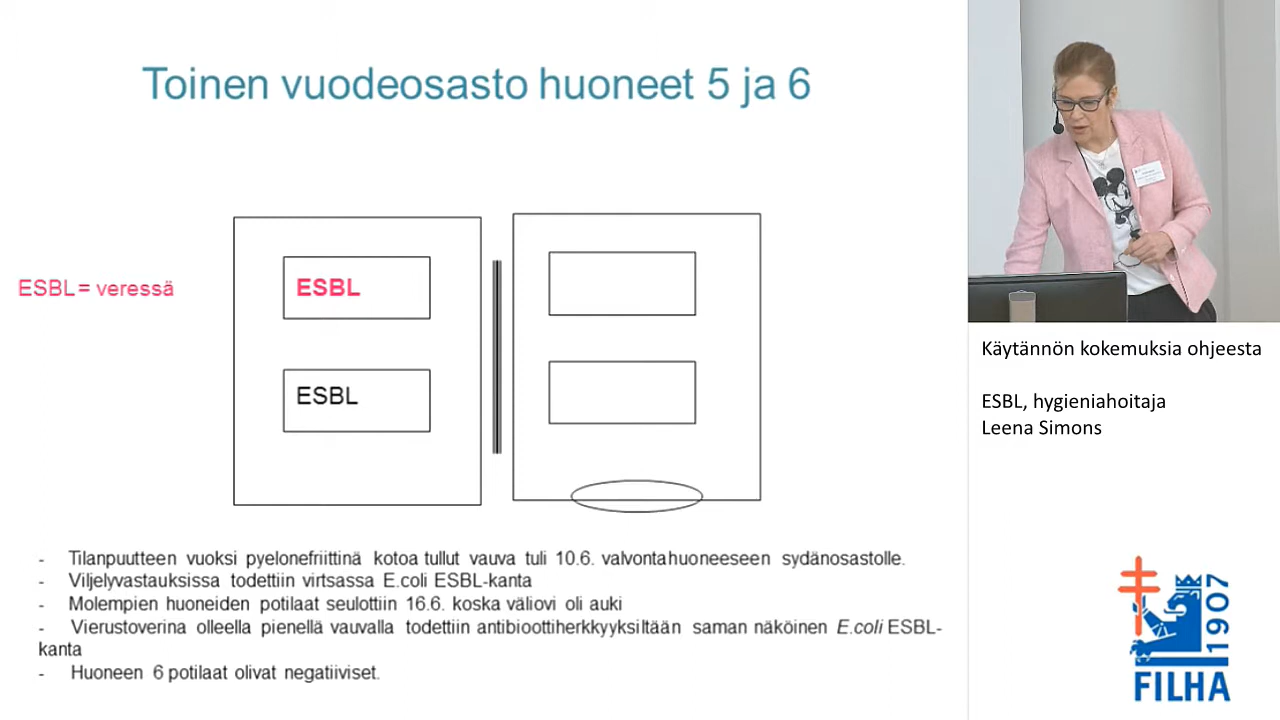 Toinen vuodeosasto huoneet 5 ja 6
ESBL = veressä
ESBL
ESBL
- Tilanpuutteen vuoksi pyelonefriittinä kotoa tullut vauva tuli 10.6. valvontahuoneeseen sydänosastolle.
- Viljelyvastauksissa todettiin virtsassa E.coli ESBL-kanta
- Molempien huoneiden potilaat seulottiin 16.6. koska väliovi oli auki
- Vierustoverina olleella pienellä vauvalla todettiin antibioottiherkkyyksiltään saman näköinen E.coli ESBL-
kanta
- Huoneen 6 potilaat olivat negatiiviset.
Käytännön kokemuksia ohjeesta
ESBL, hygieniahoitaja
Leena Simons
1907
FILHA